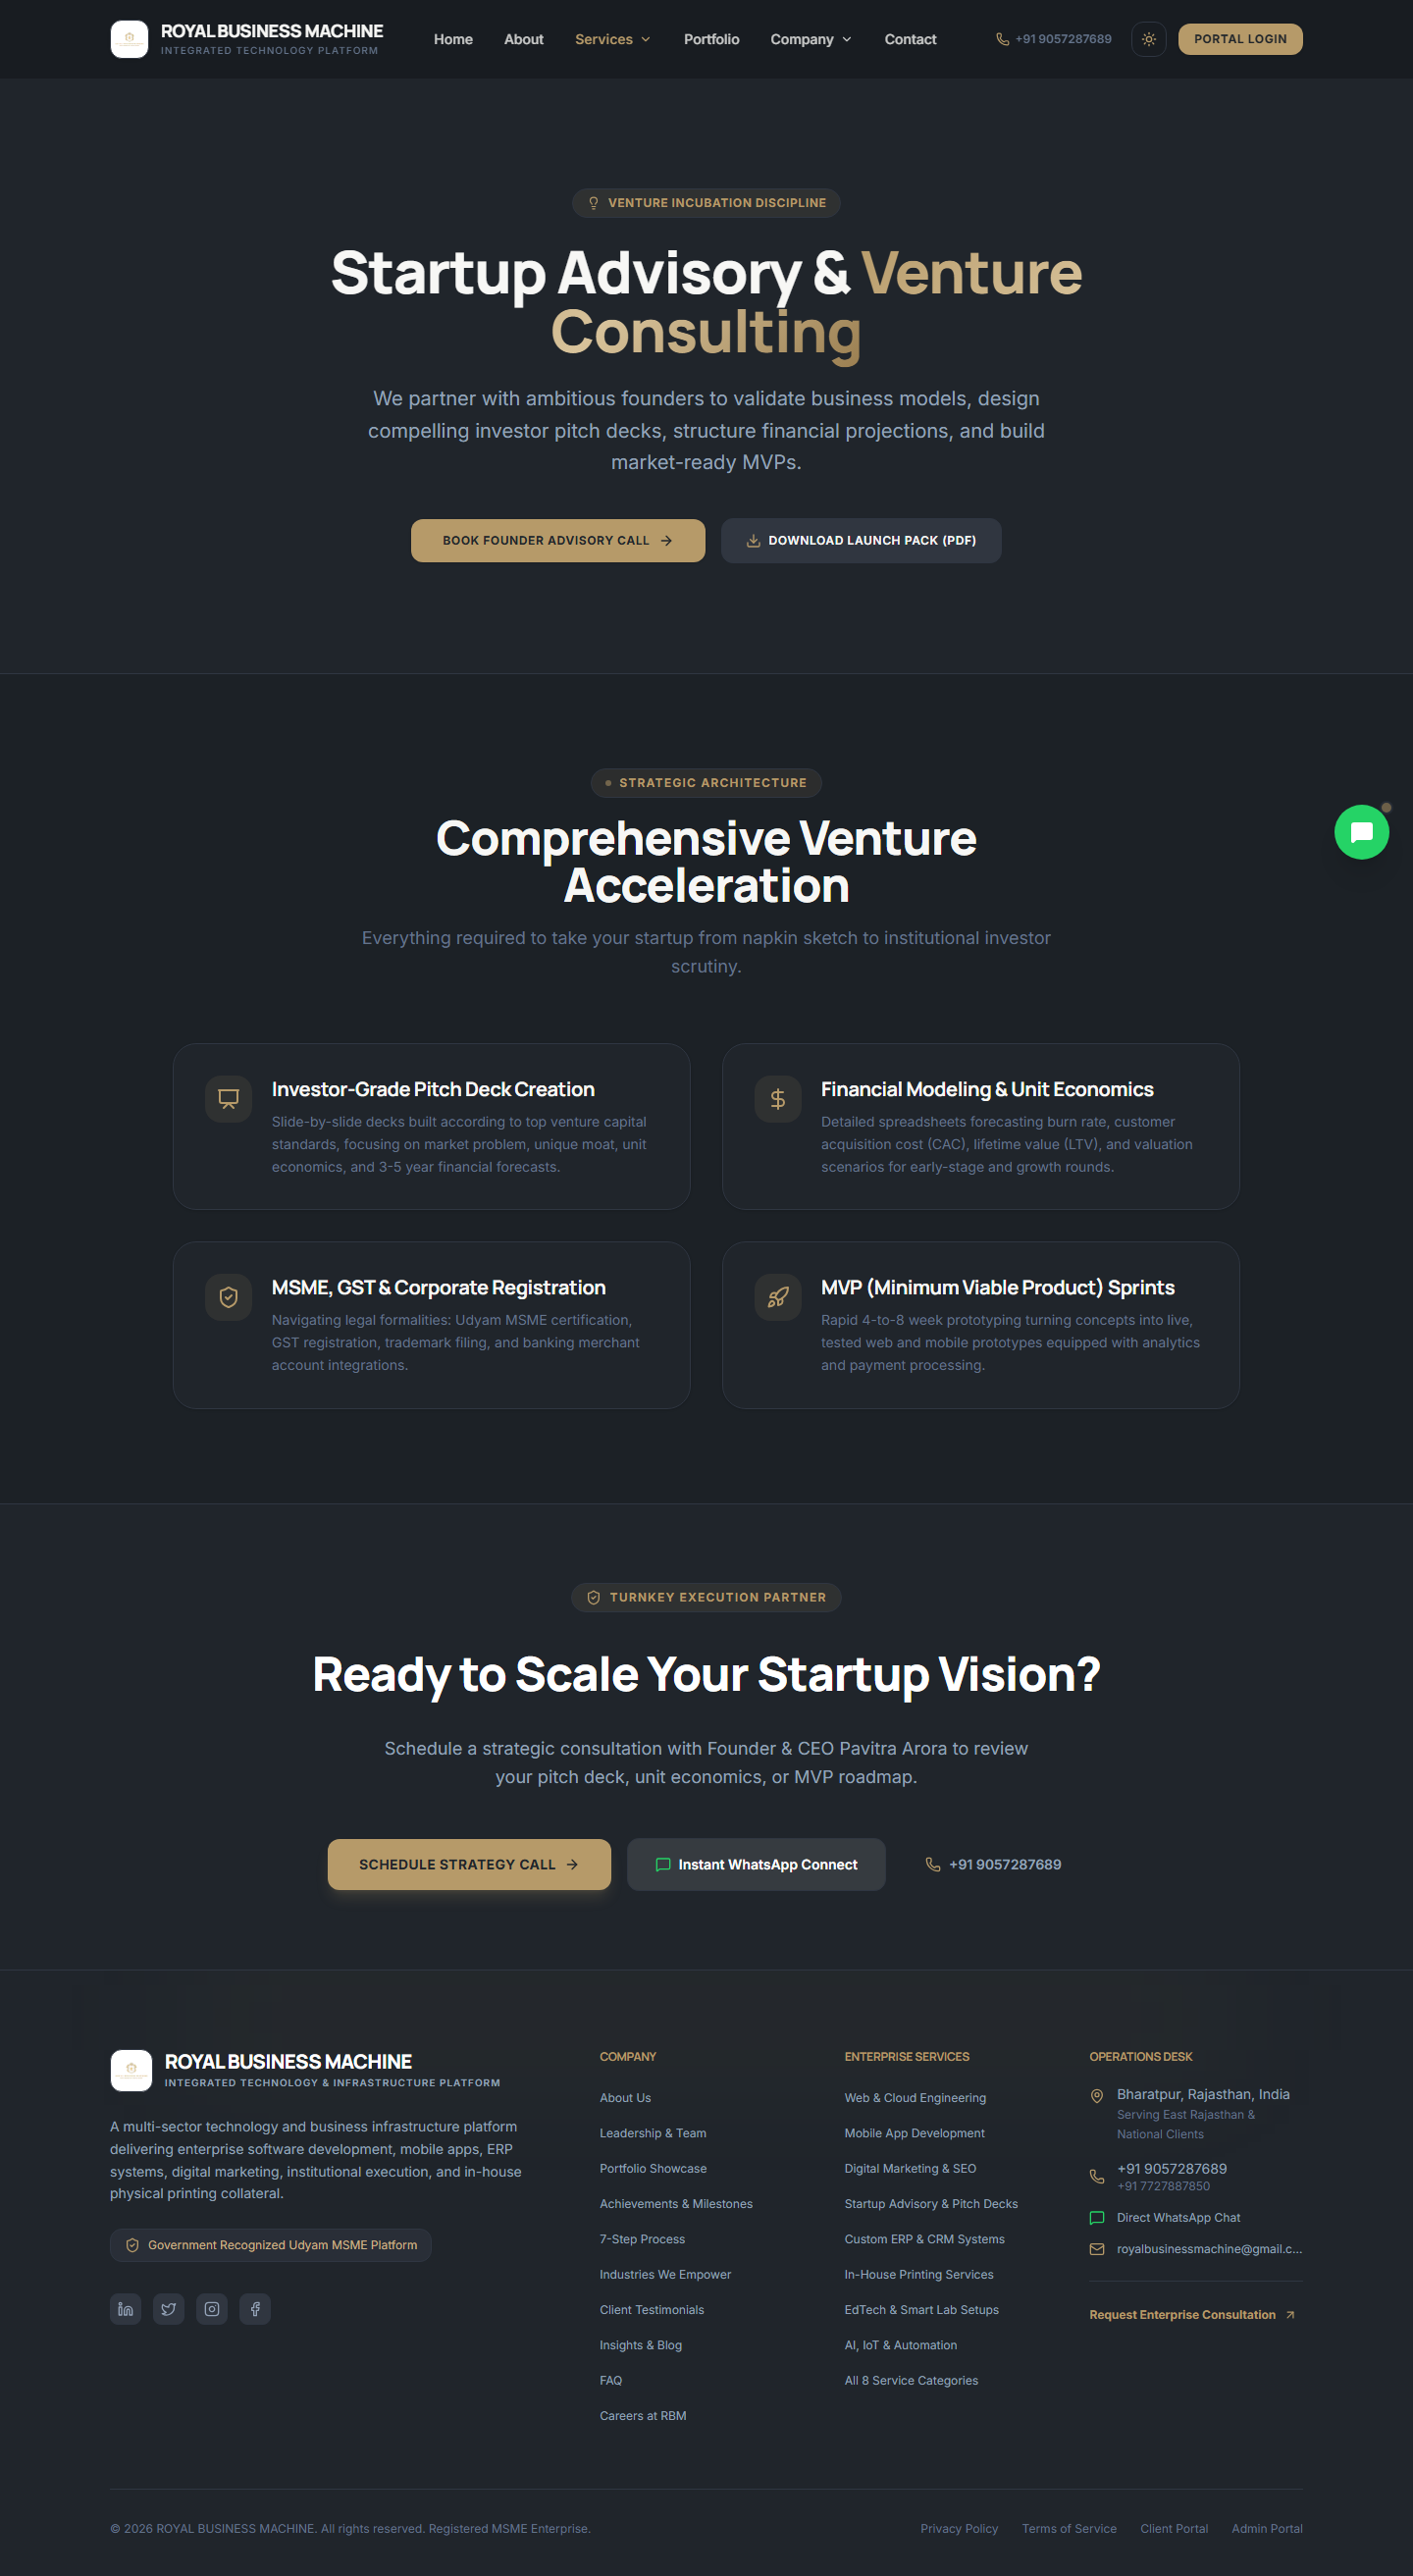 ROYAL BUSINESS MACHINE
INTEGRATED TECHNOLOGY PLATFORM
Home
About
Services
Portfolio
Company
Contact
+91 9057287689
PORTAL LOGIN
VENTURE INCUBATION DISCIPLINE
Startup Advisory & Venture
Consulting
We partner with ambitious founders to validate business models, design
compelling investor pitch decks, structure financial projections, and build
market-ready MVPs.
BOOK FOUNDER ADVISORY CALL
DOWNLOAD LAUNCH PACK (PDF)
STRATEGIC ARCHITECTURE
Comprehensive Venture
Acceleration
Everything required to take your startup from napkin sketch to institutional investor
scrutiny.
Investor-Grade Pitch Deck Creation
Slide-by-slide decks built according to top venture capital
standards, focusing on market problem, unique moat, unit
economics, and 3-5 year financial forecasts.
Financial Modeling & Unit Economics
Detailed spreadsheets forecasting burn rate, customer
acquisition cost (CAC), lifetime value (LTV), and valuation
scenarios for early-stage and growth rounds.
MSME, GST & Corporate Registration
Navigating legal formalities: Udyam MSME certification,
GST registration, trademark filing, and banking merchant
account integrations.
MVP (Minimum Viable Product) Sprints
Rapid 4-to-8 week prototyping turning concepts into live,
tested web and mobile prototypes equipped with analytics
and payment processing.
TURNKEY EXECUTION PARTNER
Ready to Scale Your Startup Vision?
Schedule a strategic consultation with Founder & CEO Pavitra Arora to review
your pitch deck, unit economics, or MVP roadmap.
SCHEDULE STRATEGY CALL
Instant WhatsApp Connect
+91 9057287689
ROYAL BUSINESS MACHINE
INTEGRATED TECHNOLOGY & INFRASTRUCTURE PLATFORM
A multi-sector technology and business infrastructure platform
delivering enterprise software development, mobile apps, ERP
systems, digital marketing, institutional execution, and in-house
physical printing collateral.
Government Recognized Udyam MSME Platform
COMPANY
About Us
Leadership & Team
Portfolio Showcase
Achievements & Milestones
7-Step Process
Industries We Empower
Client Testimonials
Insights & Blog
FAQ
Careers at RBM
ENTERPRISE SERVICES
Web & Cloud Engineering
Mobile App Development
Digital Marketing & SEO
Startup Advisory & Pitch Decks
Custom ERP & CRM Systems
In-House Printing Services
EdTech & Smart Lab Setups
AI, IoT & Automation
All 8 Service Categories
OPERATIONS DESK
Bharatpur, Rajasthan, India
Serving East Rajasthan &
National Clients
+91 9057287689
+91 7727887850
Direct WhatsApp Chat
royalbusinessmachine@gmail.c...
Request Enterprise Consultation
© 2026 ROYAL BUSINESS MACHINE. All rights reserved. Registered MSME Enterprise.
Privacy Policy
Terms of Service
Client Portal
Admin Portal